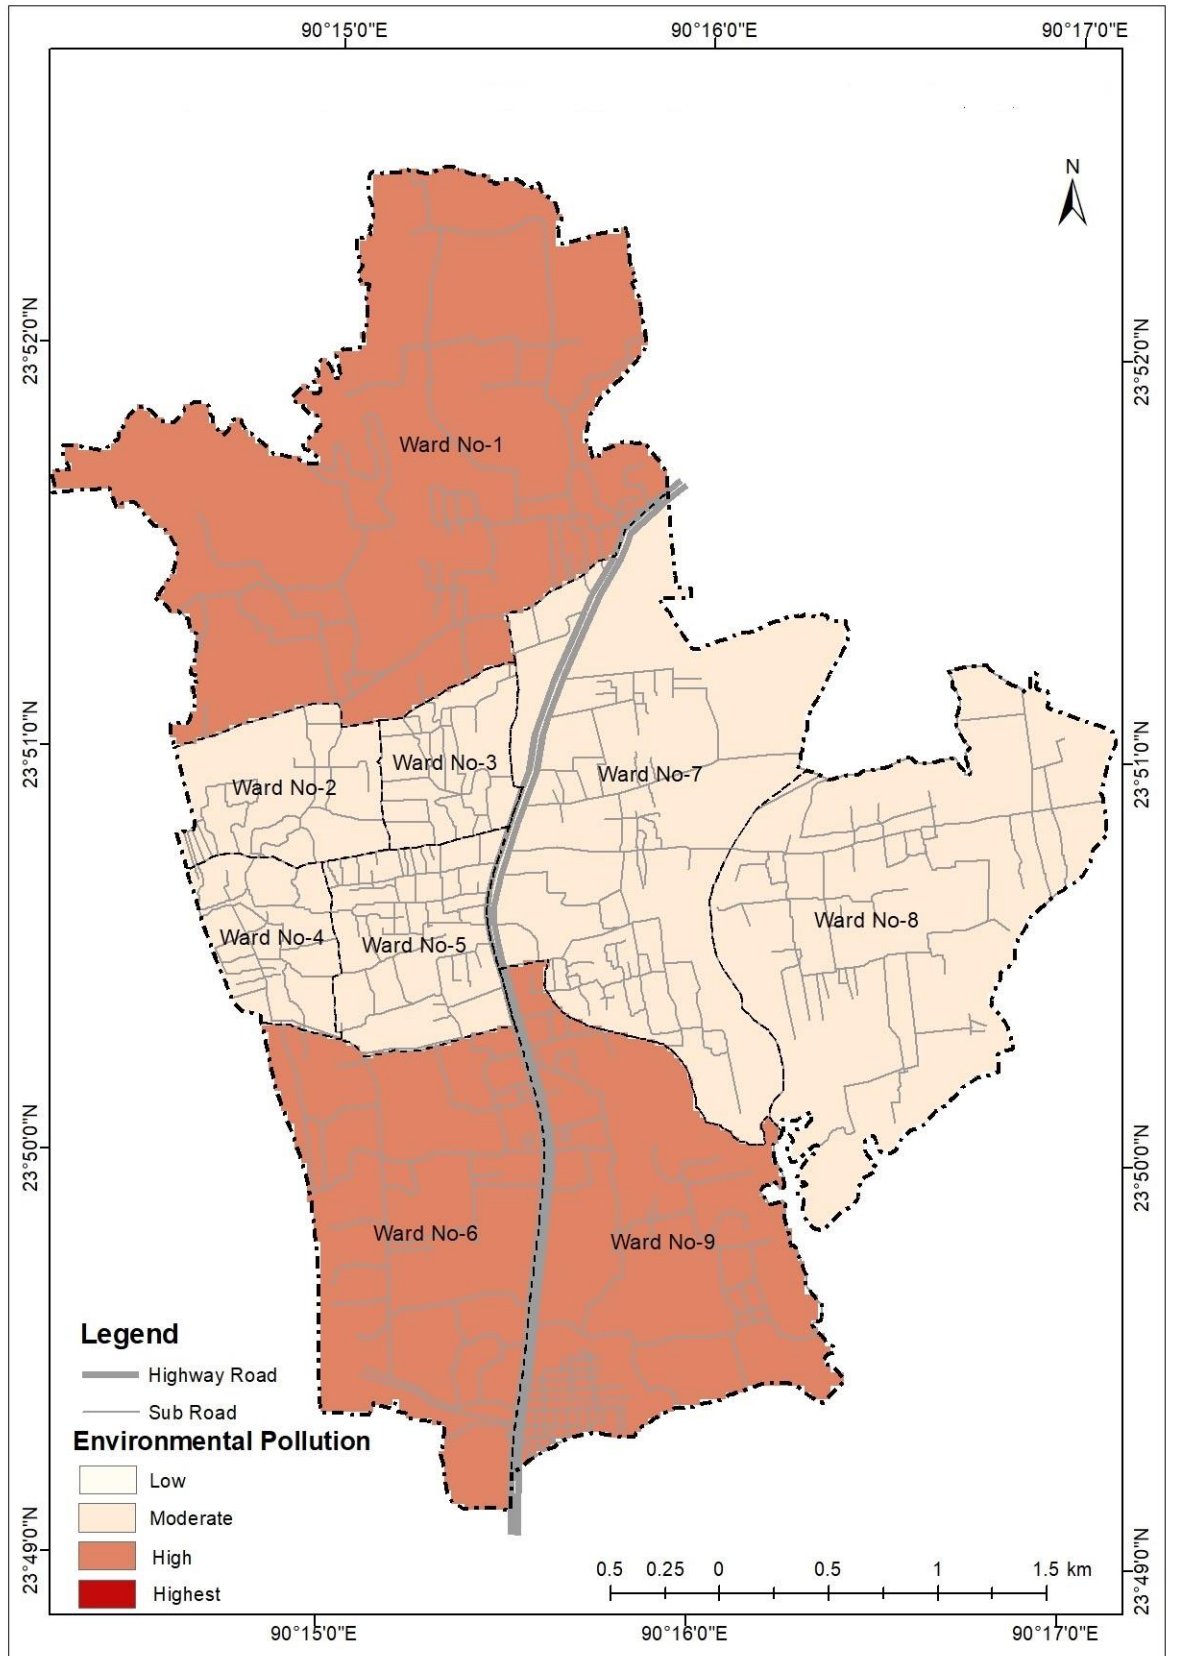 90°15'0"E 90°16'0"E 90°17'0"E
N
23°52'0"N
23°52'0"N
Ward No-1
23°51'0"N
23°51'0"N
Ward No-3
Ward No-7
Ward No-2
Ward No-8
Ward No-4
Ward No-5
23°50'0"N
23°50'0"N
Ward No-6
Ward No-9
Legend
Highway Road
Sub Road
Environmental Pollution
Low
Moderate
High
Highest
23°49'0"N
23°49'0"N
0.5 0.25 0 0.5 1 1.5 km
90°15'0"E 90°16'0"E 90°17'0"E